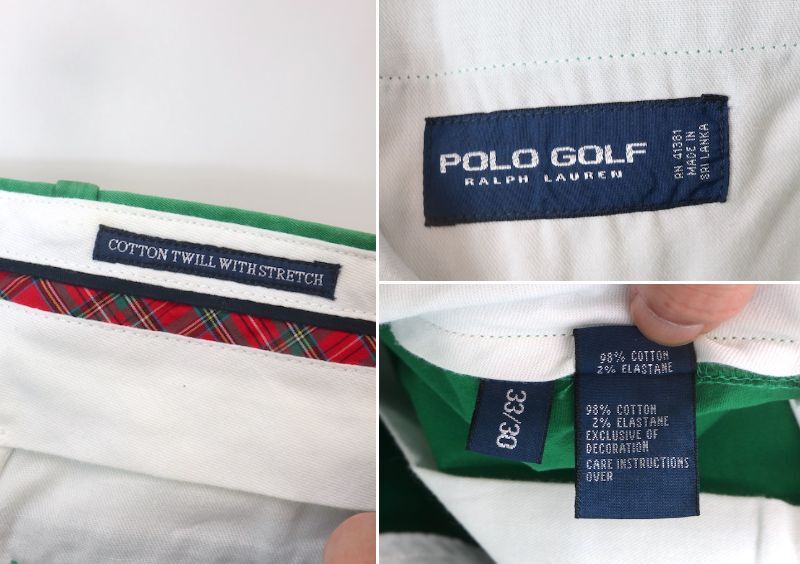 COTTON TWILL WITH STRETCH
POLO GOLF
RALPH LAUREN
RN 41381
MADE IN
SRI LANKA
98% COTTON
2% ELASTANE
33/30
98% COTTON
2% ELASTANE
EXCLUSIVE OF
DECORATION
CARE INSTRUCTIONS
OVER